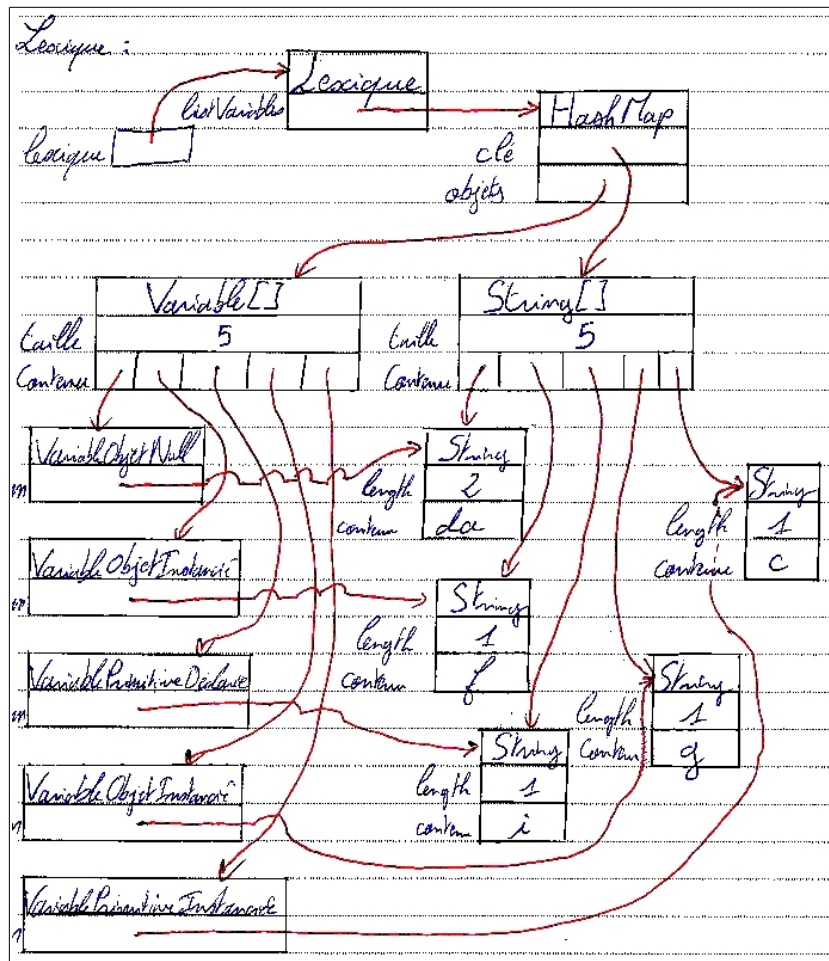 Lexique :
Lexique
listVariables
HashMap
lexique
clé
objets
Variable[]
String[]
taille 5
taille 5
Contenu
Contenu
VariableObjetNull
String
m
length 2
String
contenu da
length 1
VariableObjetInstancié
contenu c
String
m
length 1
contenu f
VariablePrimitiveDéclare
String
m
length 1
String
Contenu g
VariableObjetInstancié
length 1
n
contenu i
VariablePrimitiveInstanciée
n